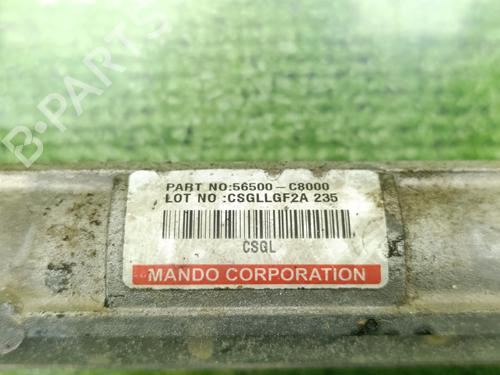 B-PARTS
PART NO:56500-C8000
LOT NO :CSGLLGF2A 235
CSGL
MANDO CORPORATION